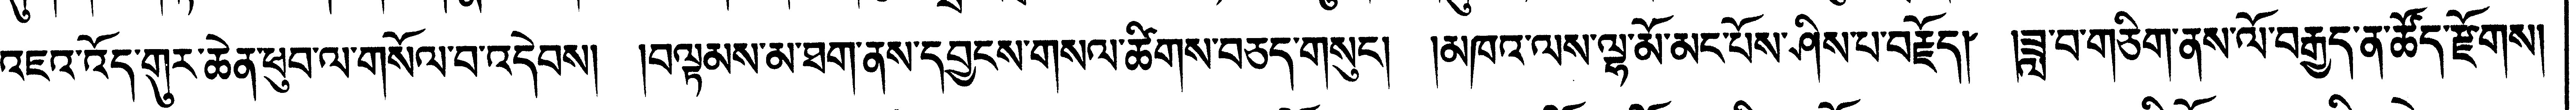 འཇའ་འོད་གུར་ཆེན་ཕུབ་ལ་གསོལ་བ་འདེབས། །བལྟམས་མ་ཐག་ནས་དབྱངས་གསལ་ཚིགས་བཅད་གསུང། །མཁའ་ལས་ལྷ་མོ་མང་པོས་ཤིས་པ་བརྗོད། །ཟླ་བ་གཅིག་ནས་ལོ་བརྒྱད་ན་ཚོད་རྫོགས།